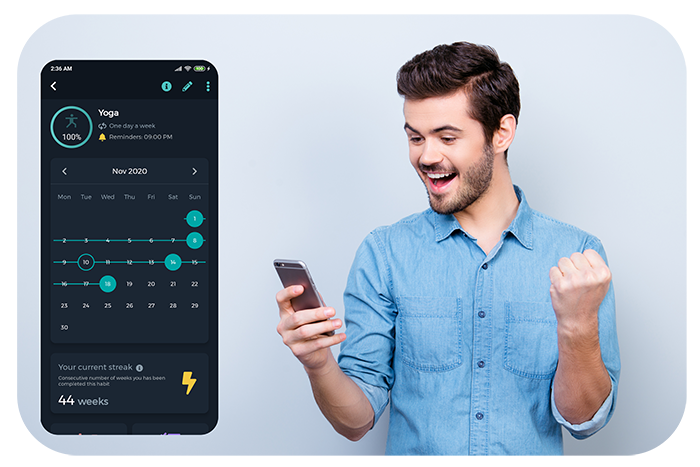 2:36 AM
Yoga
100%
One day a week
Reminders: 09:00 PM
Nov 2020
Mon Tue Wed Thu Fri Sat Sun
1
2 3 4 5 6 7 8
9 10 11 12 13 14 15
16 17 18 19 20 21 22
23 24 25 26 27 28 29
30
Your current streak i
Consecutive number of weeks you has been
completed this habit
44 weeks